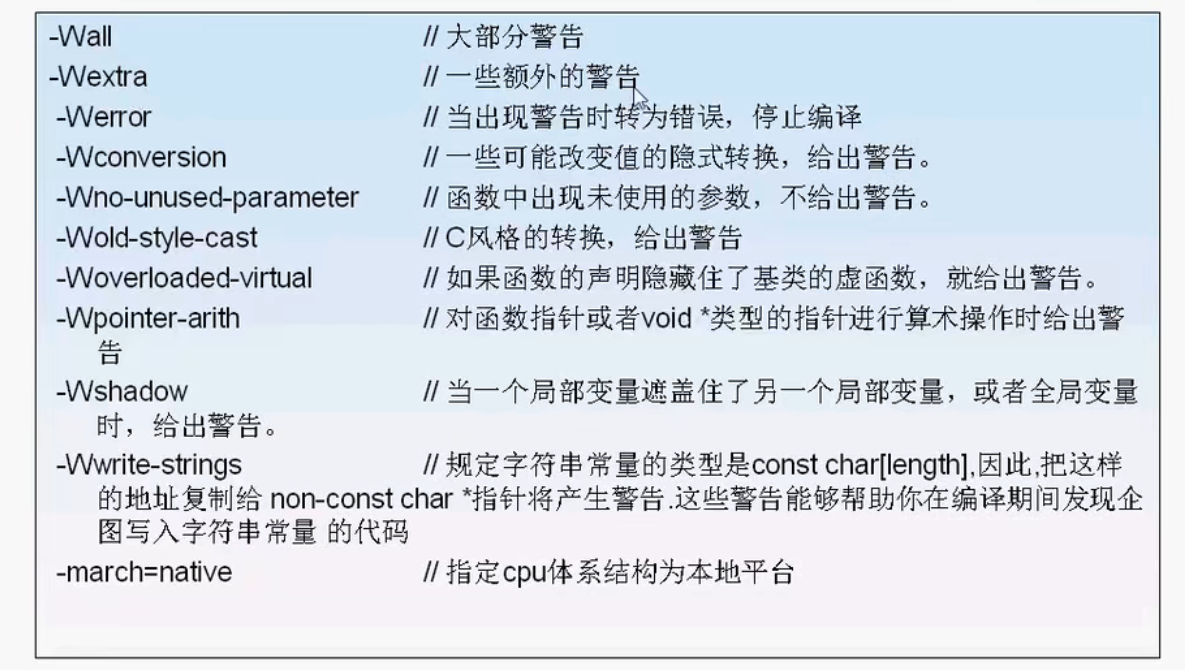 -Wall // 大部分警告
-Wextra // 一些额外的警告
-Werror // 当出现警告时转为错误，停止编译
-Wconversion // 一些可能改变值的隐式转换，给出警告。
-Wno-unused-parameter // 函数中出现未使用的参数，不给出警告。
-Wold-style-cast // C风格的转换，给出警告
-Woverloaded-virtual // 如果函数的声明隐藏住了基类的虚函数，就给出警告。
-Wpointer-arith // 对函数指针或者void *类型的指针进行算术操作时给出警
告
-Wshadow // 当一个局部变量遮盖住了另一个局部变量，或者全局变量
时，给出警告。
-Wwrite-strings // 规定字符串常量的类型是const char[length],因此,把这样
的地址复制给 non-const char *指针将产生警告.这些警告能够帮助你在编译期间发现企
图写入字符串常量 的代码
-march=native // 指定cpu体系结构为本地平台